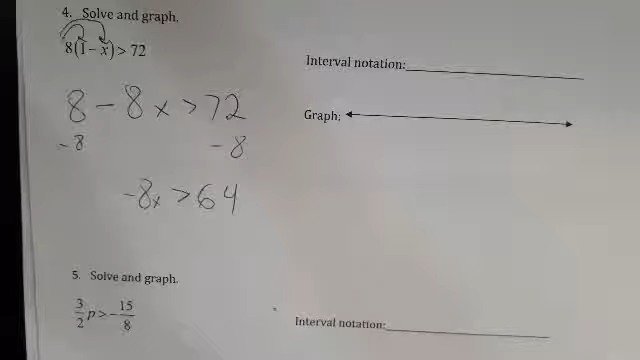 4. Solve and graph.
8(1 − x) > 72
Interval notation:
8 − 8x > 72
Graph:
−8 −8
−8x > 64
5. Solve and graph.
3/2 p > −15/8
Interval notation: